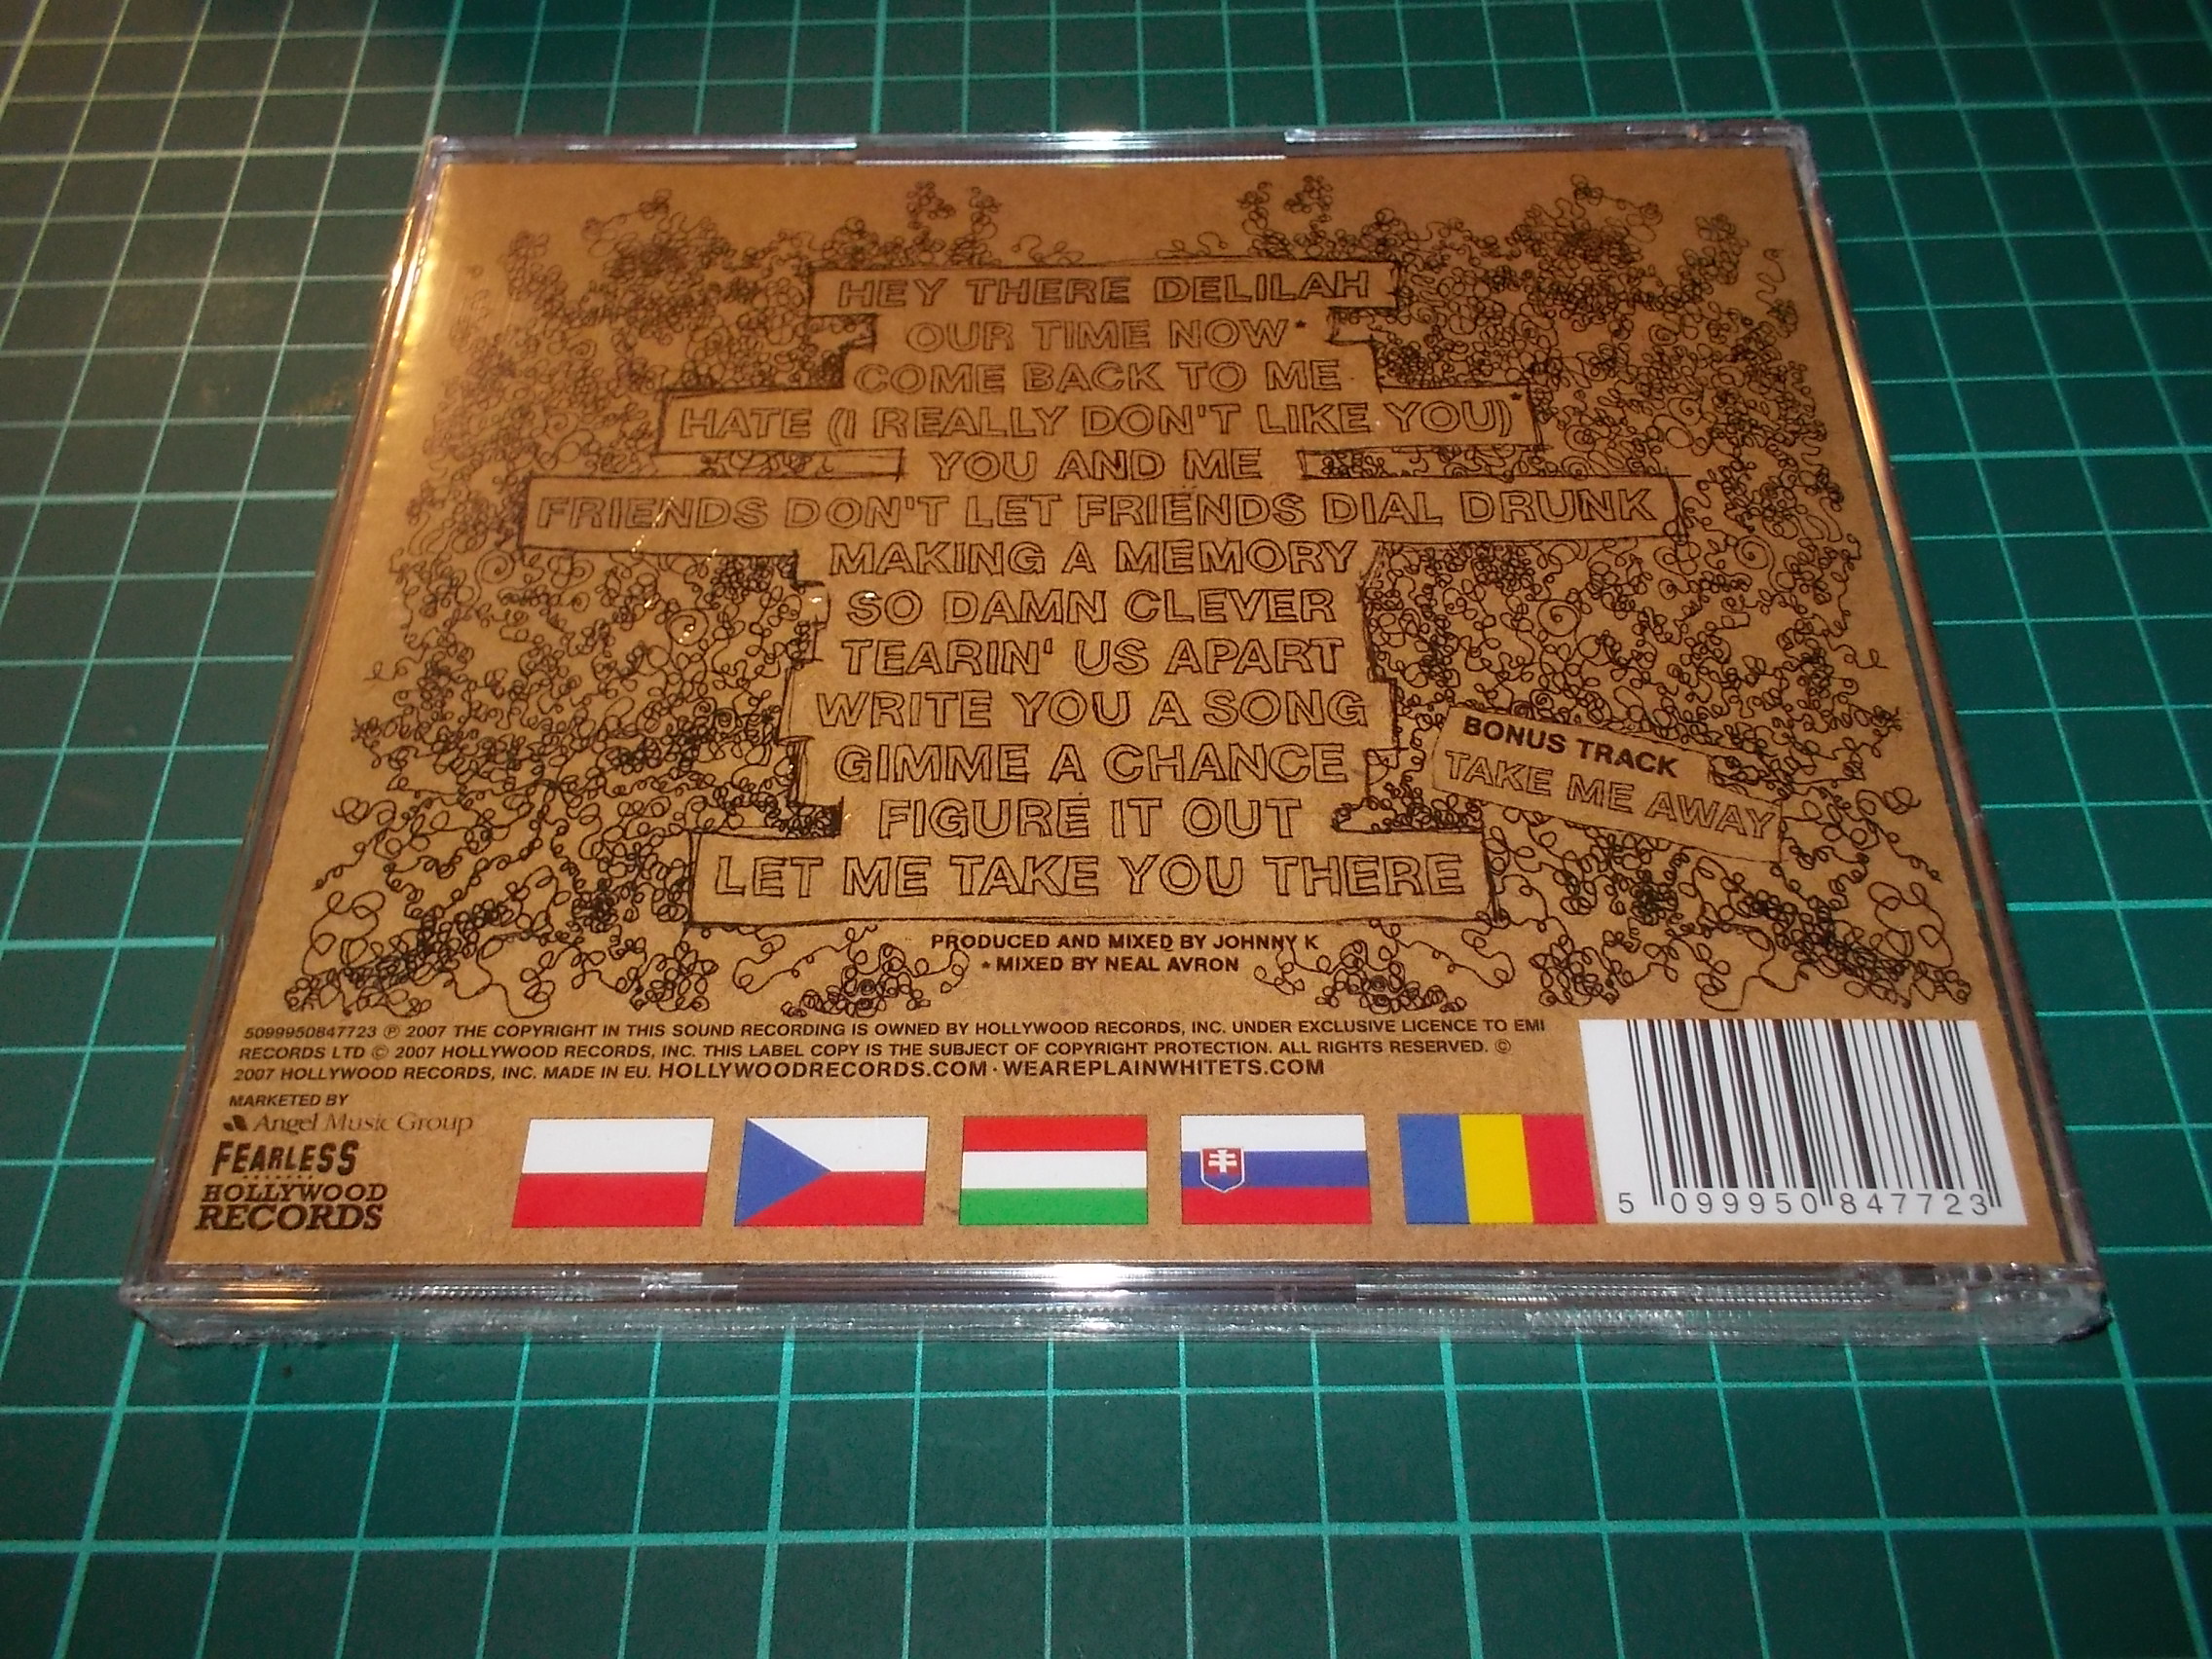 HEY THERE DELILAH
OUR TIME NOW*
COME BACK TO ME
HATE (I REALLY DON'T LIKE YOU)*
YOU AND ME
FRIENDS DON'T LET FRIENDS DIAL DRUNK
MAKING A MEMORY
SO DAMN CLEVER
TEARIN' US APART
WRITE YOU A SONG
GIMME A CHANCE
FIGURE IT OUT
LET ME TAKE YOU THERE
BONUS TRACK
TAKE ME AWAY
PRODUCED AND MIXED BY JOHNNY K
* MIXED BY NEAL AVRON
5099950847723 ℗ 2007 THE COPYRIGHT IN THIS SOUND RECORDING IS OWNED BY HOLLYWOOD RECORDS, INC. UNDER EXCLUSIVE LICENCE TO EMI
RECORDS LTD © 2007 HOLLYWOOD RECORDS, INC. THIS LABEL COPY IS THE SUBJECT OF COPYRIGHT PROTECTION. ALL RIGHTS RESERVED. ©
2007 HOLLYWOOD RECORDS, INC. MADE IN EU. HOLLYWOODRECORDS.COM · WEAREPLAINWHITETS.COM
MARKETED BY
Angel Music Group
FEARLESS
HOLLYWOOD
RECORDS
5 099950 847723